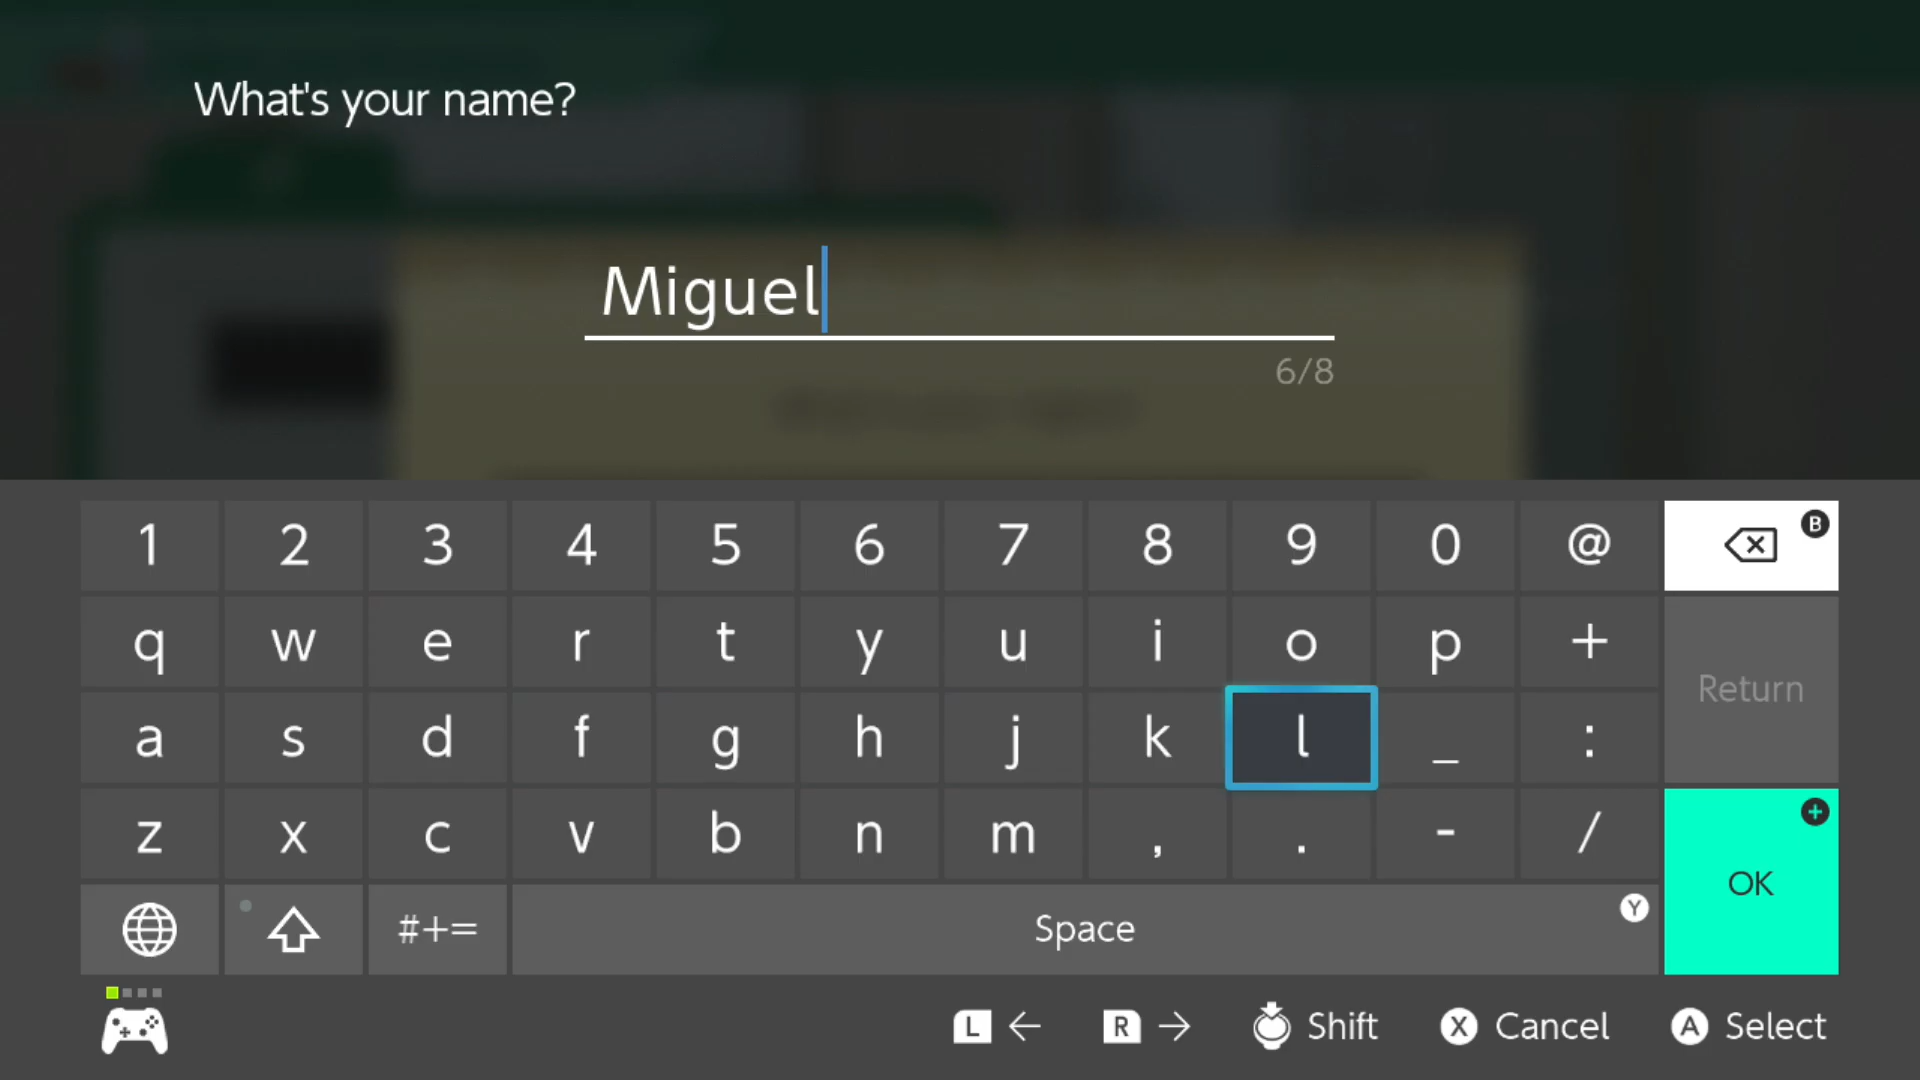 What's your name?
Miguel
6/8
1 2 3 4 5 6 7 8 9 0 @ B
q w e r t y u i o p +
Return
a s d f g h j k l _ :
z x c v b n m , . - /
OK
#+= Space Y
L ← R → Shift X Cancel A Select